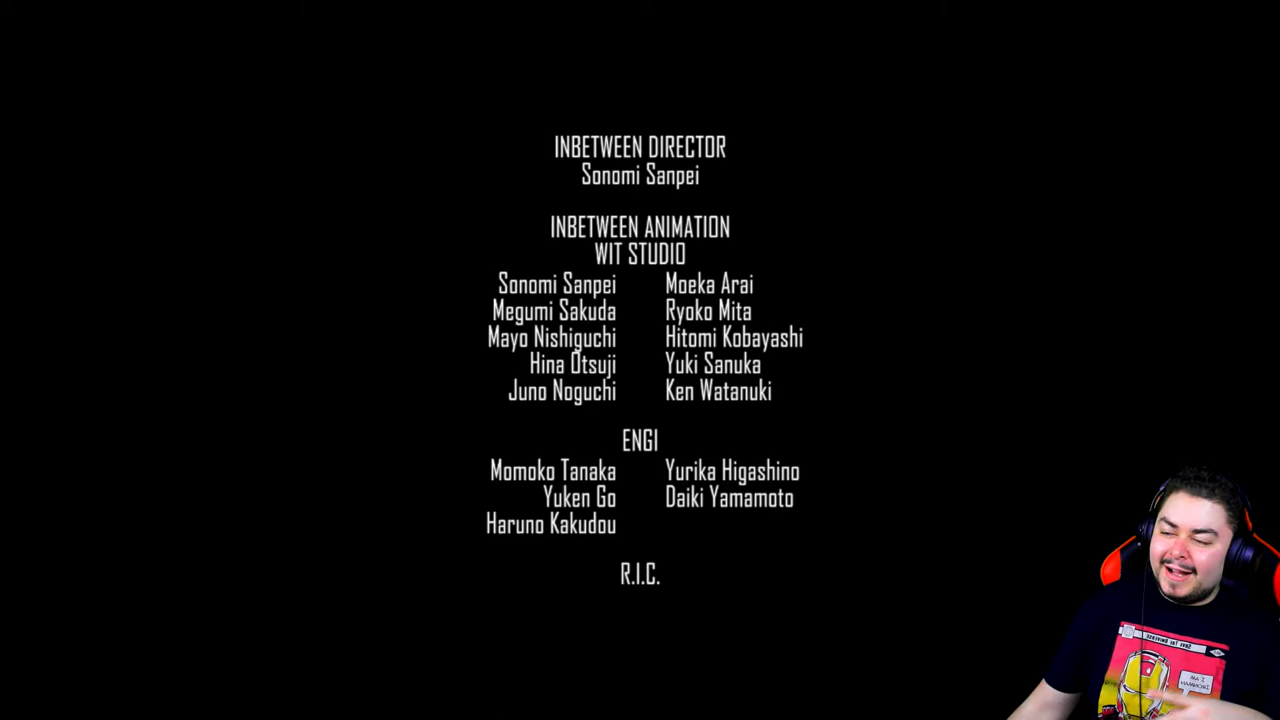 INBETWEEN DIRECTOR
Sonomi Sanpei
INBETWEEN ANIMATION
WIT STUDIO
Sonomi Sanpei Moeka Arai
Megumi Sakuda Ryoko Mita
Mayo Nishiguchi Hitomi Kobayashi
Hina Otsuji Yuki Sanuka
Juno Noguchi Ken Watanuki
ENGI
Momoko Tanaka Yurika Higashino
Yuken Go Daiki Yamamoto
Haruno Kakudou
R.I.C.